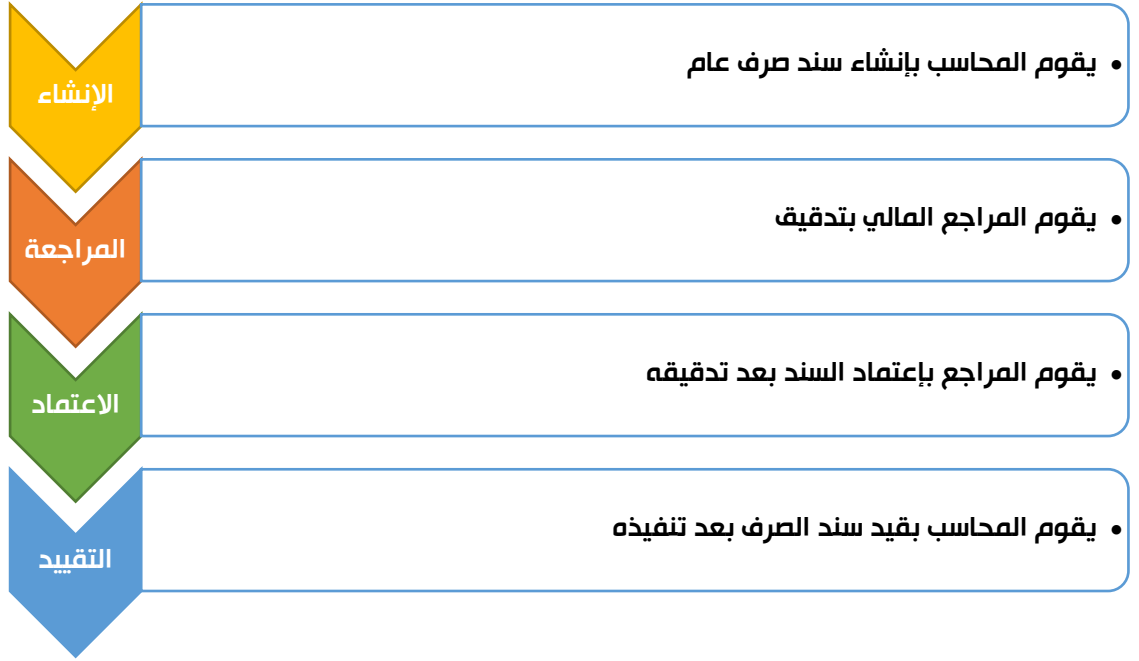 الإنشاء
• يقوم المحاسب بإنشاء سند صرف عام
المراجعة
• يقوم المراجع المالي بتدقيق
الاعتماد
• يقوم المراجع بإعتماد السند بعد تدقيقه
التقييد
• يقوم المحاسب بقيد سند الصرف بعد تنفيذه